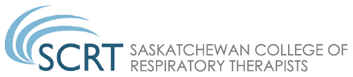 SCRT SASKATCHEWAN COLLEGE OF
RESPIRATORY THERAPISTS